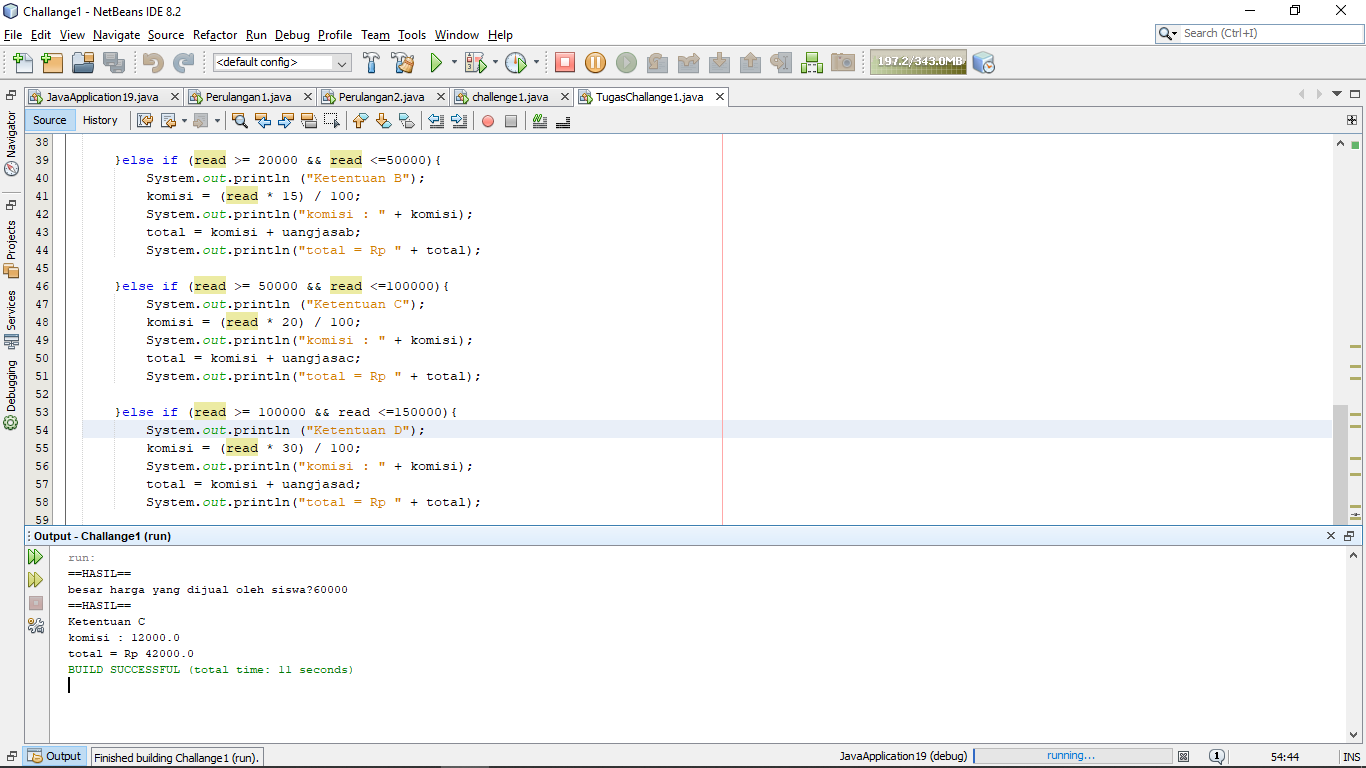 Challange1 - NetBeans IDE 8.2
File Edit View Navigate Source Refactor Run Debug Profile Team Tools Window Help
Search (Ctrl+I)
<default config>
197.2/343.0MB
JavaApplication19.java
Perulangan1.java
Perulangan2.java
challenge1.java
TugasChallange1.java
Source
History
Navigator
Projects
Services
Debugging
38
39 }else if (read >= 20000 && read <=50000){
40 System.out.println ("Ketentuan B");
41 komisi = (read * 15) / 100;
42 System.out.println("komisi : " + komisi);
43 total = komisi + uangjasab;
44 System.out.println("total = Rp " + total);
45
46 }else if (read >= 50000 && read <=100000){
47 System.out.println ("Ketentuan C");
48 komisi = (read * 20) / 100;
49 System.out.println("komisi : " + komisi);
50 total = komisi + uangjasac;
51 System.out.println("total = Rp " + total);
52
53 }else if (read >= 100000 && read <=150000){
54 System.out.println ("Ketentuan D");
55 komisi = (read * 30) / 100;
56 System.out.println("komisi : " + komisi);
57 total = komisi + uangjasad;
58 System.out.println("total = Rp " + total);
59
Output - Challange1 (run)
run:
==HASIL==
besar harga yang dijual oleh siswa?60000
==HASIL==
Ketentuan C
komisi : 12000.0
total = Rp 42000.0
BUILD SUCCESSFUL (total time: 11 seconds)
Output
Finished building Challange1 (run).
JavaApplication19 (debug)
running...
1
54:44
INS